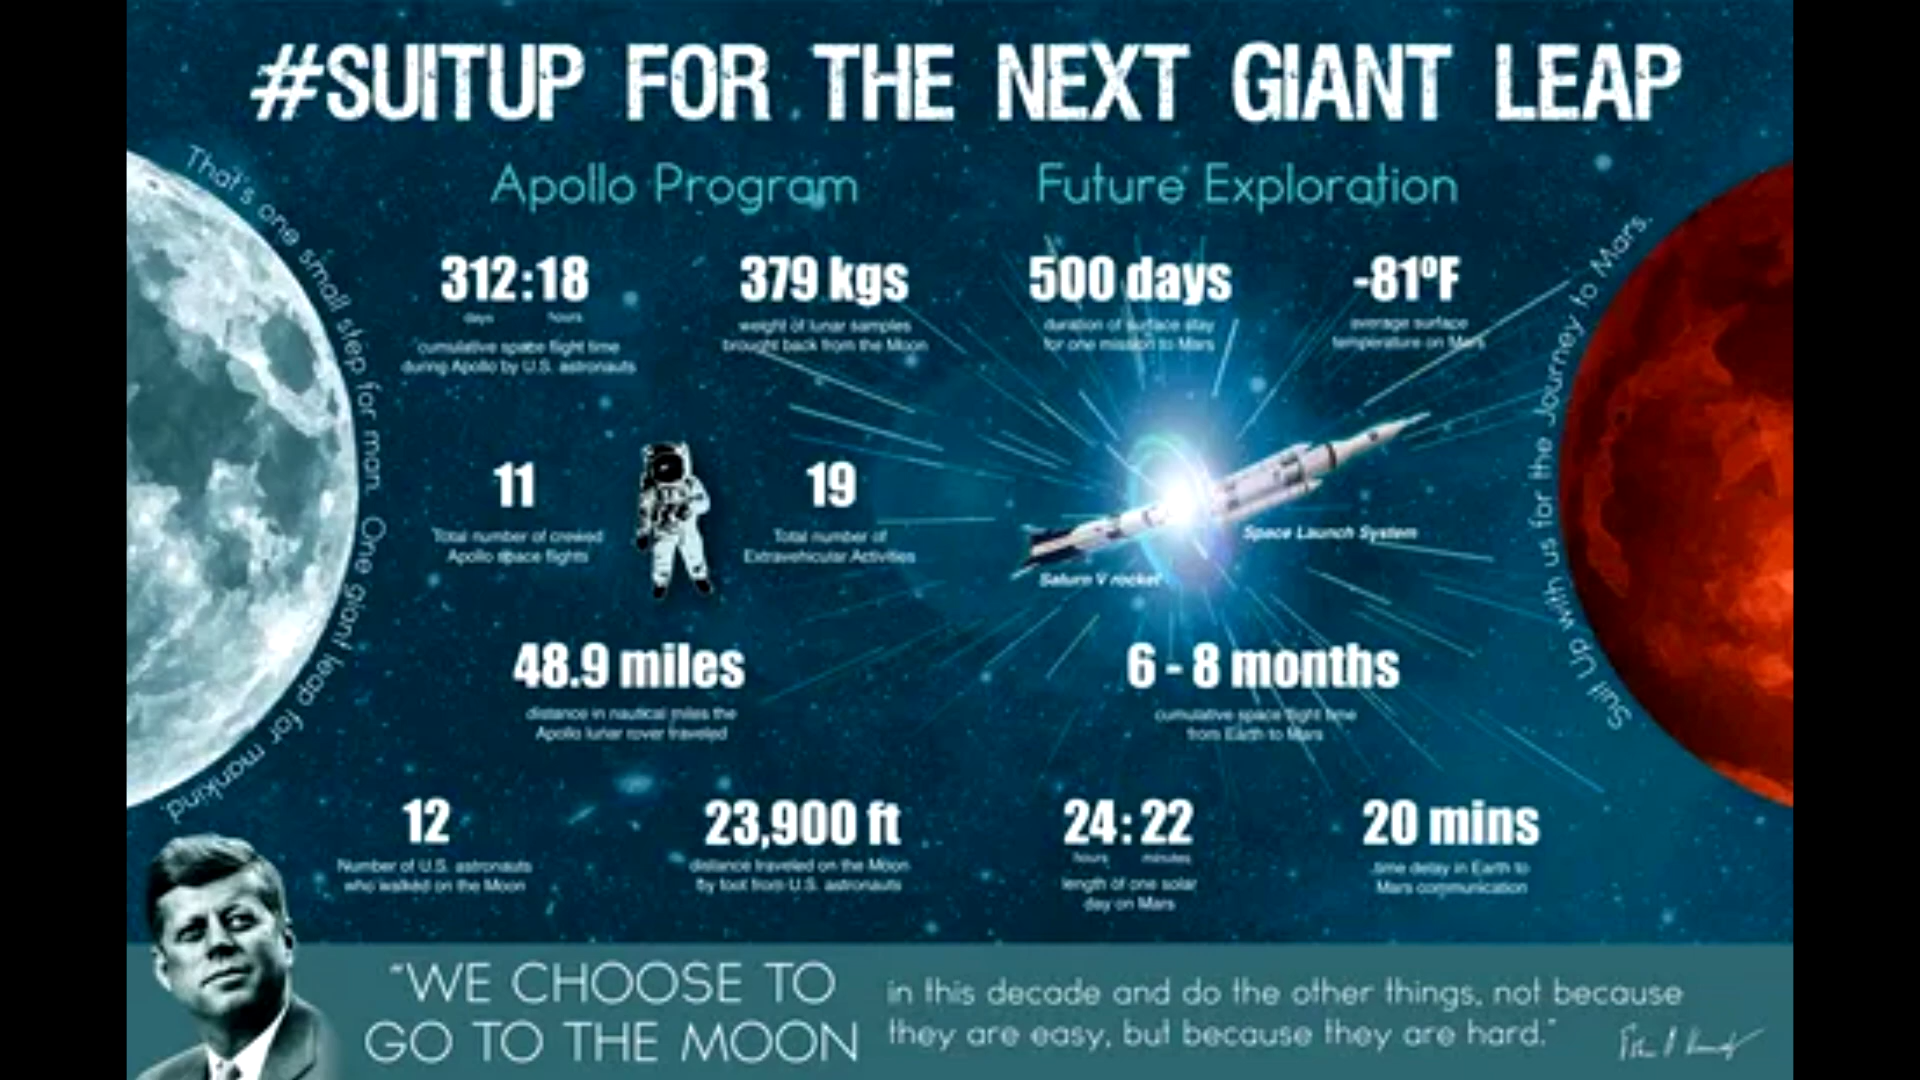 #SUITUP FOR THE NEXT GIANT LEAP
That's one small step for man. One giant leap for mankind.
Apollo Program
312:18
days hours
cumulative space flight time
during Apollo by U.S. astronauts
379 kgs
weight of lunar samples
brought back from the Moon
11
Total number of crewed
Apollo space flights
19
Total number of
Extravehicular Activities
48.9 miles
distance in nautical miles the
Apollo lunar rover traveled
12
Number of U.S. astronauts
who walked on the Moon
23,900 ft
distance traveled on the Moon
by foot from U.S. astronauts
Future Exploration
500 days
duration of surface stay
for one mission to Mars
-81ºF
average surface
temperature on Mars
Space Launch System
Saturn V rocket
6 - 8 months
cumulative space flight time
from Earth to Mars
24:22
hours minutes
length of one solar
day on Mars
20 mins
time delay in Earth to
Mars communication
Suit Up with us for the Journey to Mars.
“WE CHOOSE TO
GO TO THE MOON
in this decade and do the other things, not because
they are easy, but because they are hard.”